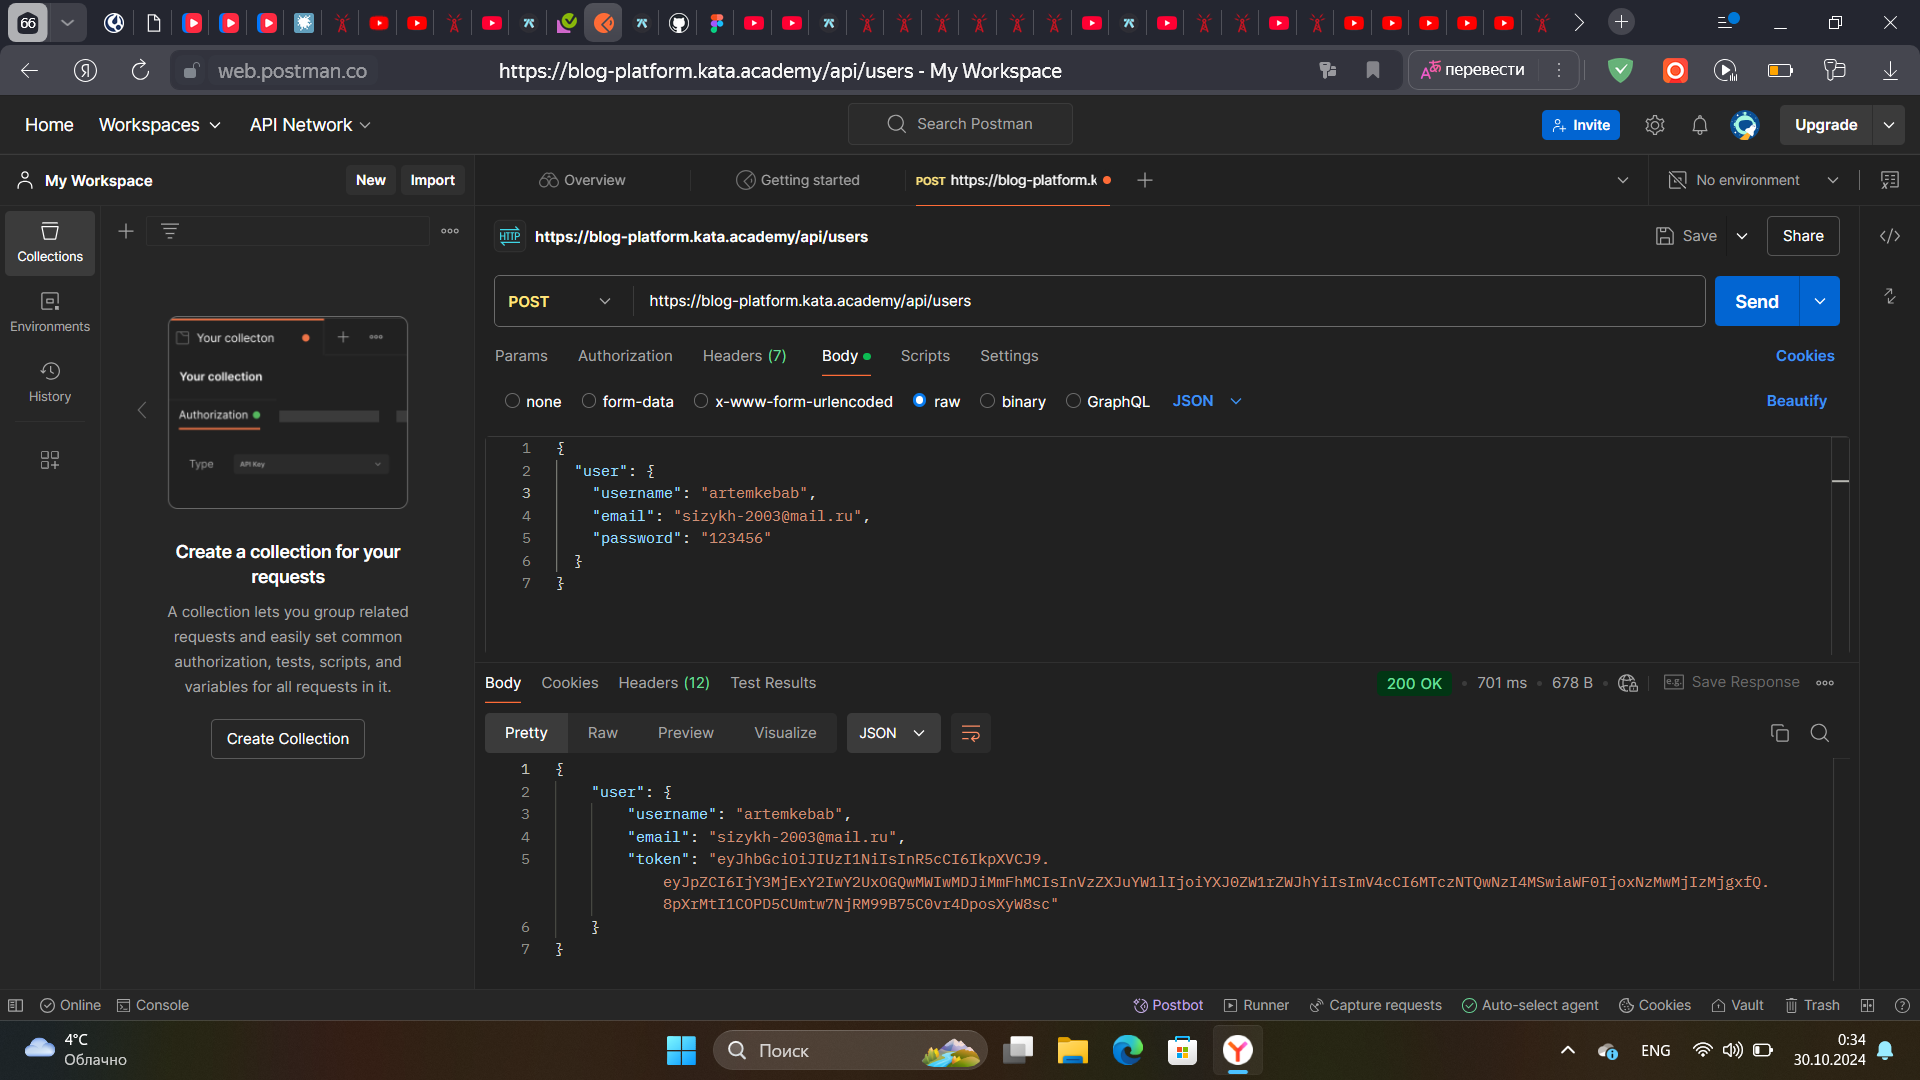 66
web.postman.co
https://blog-platform.kata.academy/api/users - My Workspace
перевести
Home
Workspaces
API Network
Search Postman
Invite
Upgrade
My Workspace
New
Import
Overview
Getting started
POST https://blog-platform.k
No environment
Collections
Environments
History
HTTP
https://blog-platform.kata.academy/api/users
Save
Share
POST
https://blog-platform.kata.academy/api/users
Send
Params
Authorization
Headers (7)
Body
Scripts
Settings
Cookies
none
form-data
x-www-form-urlencoded
raw
binary
GraphQL
JSON
Beautify
1 {
2 "user": {
3 "username": "artemkebab",
4 "email": "sizykh-2003@mail.ru",
5 "password": "123456"
6 }
7 }
Your collecton
Your collection
Authorization
Type
API Key
Create a collection for your
requests
A collection lets you group related
requests and easily set common
authorization, tests, scripts, and
variables for all requests in it.
Create Collection
Body
Cookies
Headers (12)
Test Results
200 OK
701 ms
678 B
e.g.
Save Response
Pretty
Raw
Preview
Visualize
JSON
1 {
2 "user": {
3 "username": "artemkebab",
4 "email": "sizykh-2003@mail.ru",
5 "token": "eyJhbGciOiJIUzI1NiIsInR5cCI6IkpXVCJ9.
eyJpZCI6IjY3MjExY2IwY2UxOGQwMWIwMDJiMmFhMCIsInVzZXJuYW1lIjoiYXJ0ZW1rZWJhYiIsImV4cCI6MTczNTQwNzI4MSwiaWF0IjoxNzMwMjIzMjgxfQ.
8pXrMtI1COPD5CUmtw7NjRM99B75C0vr4DposXyW8sc"
6 }
7 }
Online
Console
Postbot
Runner
Capture requests
Auto-select agent
Cookies
Vault
Trash
4°C
Облачно
Поиск
ENG
0:34
30.10.2024